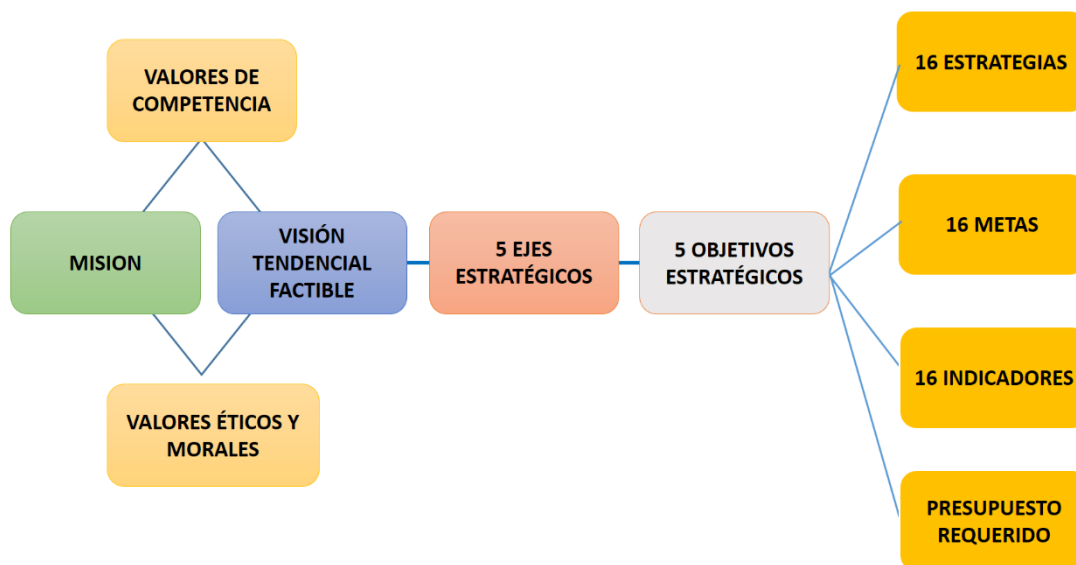 VALORES DE
COMPETENCIA
MISION
VISIÓN
TENDENCIAL
FACTIBLE
VALORES ÉTICOS Y
MORALES
5 EJES
ESTRATÉGICOS
5 OBJETIVOS
ESTRATÉGICOS
16 ESTRATEGIAS
16 METAS
16 INDICADORES
PRESUPUESTO
REQUERIDO